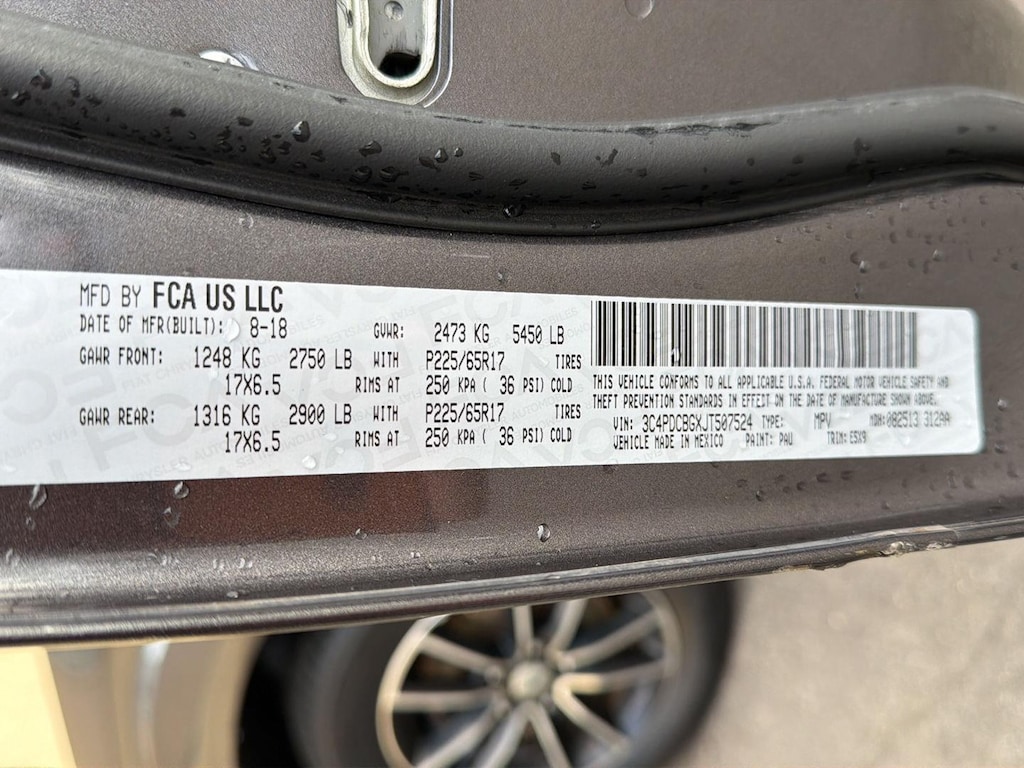 MFD BY FCA US LLC
DATE OF MFR(BUILT): 8-18 GVWR: 2473 KG 5450 LB
GAWR FRONT: 1248 KG 2750 LB WITH P225/65R17 TIRES
17X6.5 RIMS AT 250 KPA ( 36 PSI) COLD
GAWR REAR: 1316 KG 2900 LB WITH P225/65R17 TIRES
17X6.5 RIMS AT 250 KPA ( 36 PSI) COLD
THIS VEHICLE CONFORMS TO ALL APPLICABLE U.S.A. FEDERAL MOTOR VEHICLE SAFETY AND
THEFT PREVENTION STANDARDS IN EFFECT ON THE DATE OF MANUFACTURE SHOWN ABOVE.
VIN: 3C4PDCBGXJT507524 TYPE: MPV MDH: 082513 312AA
VEHICLE MADE IN MEXICO PAINT: PAU TRIM: E5X9